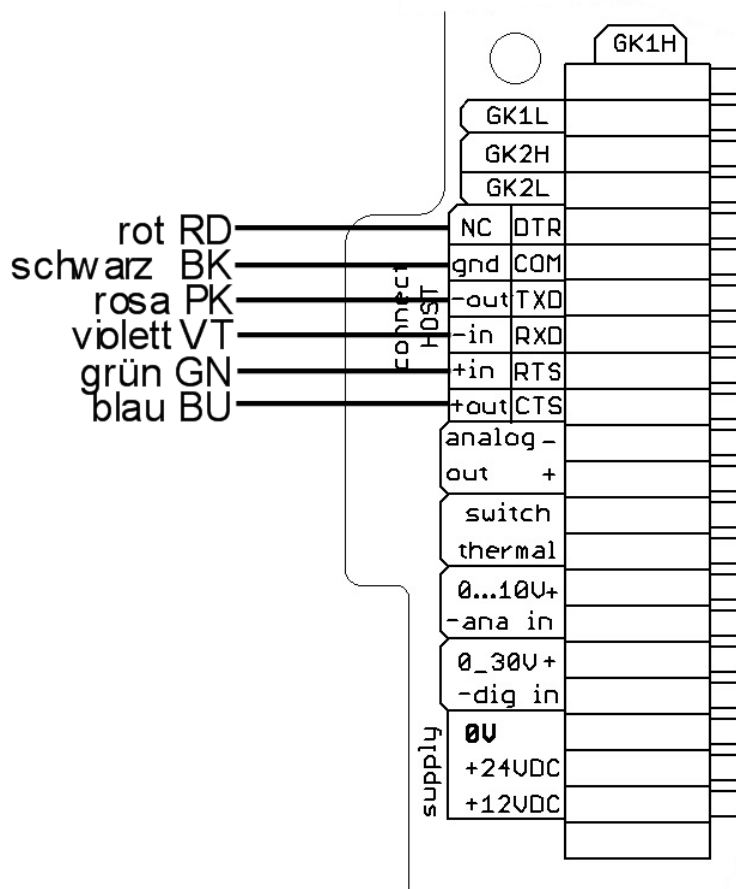 GK1H
GK1L
GK2H
GK2L
rot RD NC DTR
schwarz BK gnd COM
rosa PK -out TXD
violett VT -in RXD
grün GN +in RTS
blau BU +out CTS
connect
HOST
analog -
out +
switch
thermal
0...10V+
-ana in
0_30V+
-dig in
supply
0V
+24VDC
+12VDC